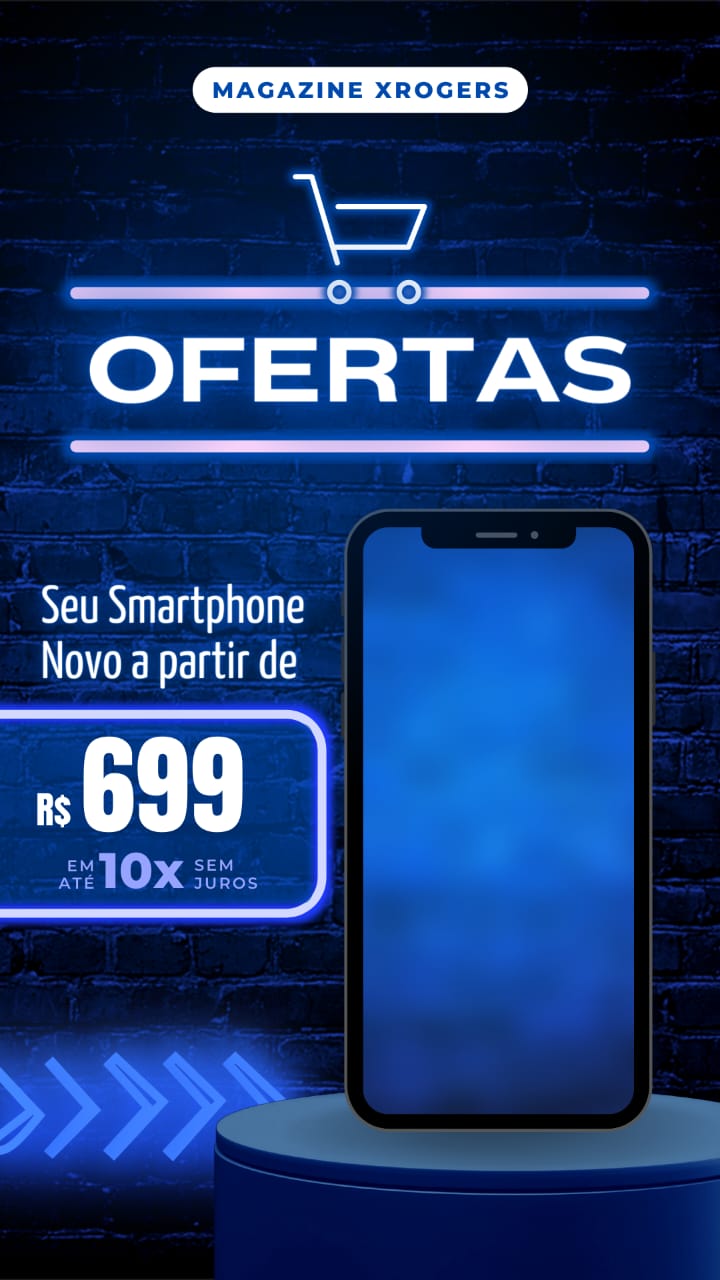 MAGAZINE XROGERS
OFERTAS
Seu Smartphone
Novo a partir de
R$ 699
EM ATÉ 10x SEM JUROS